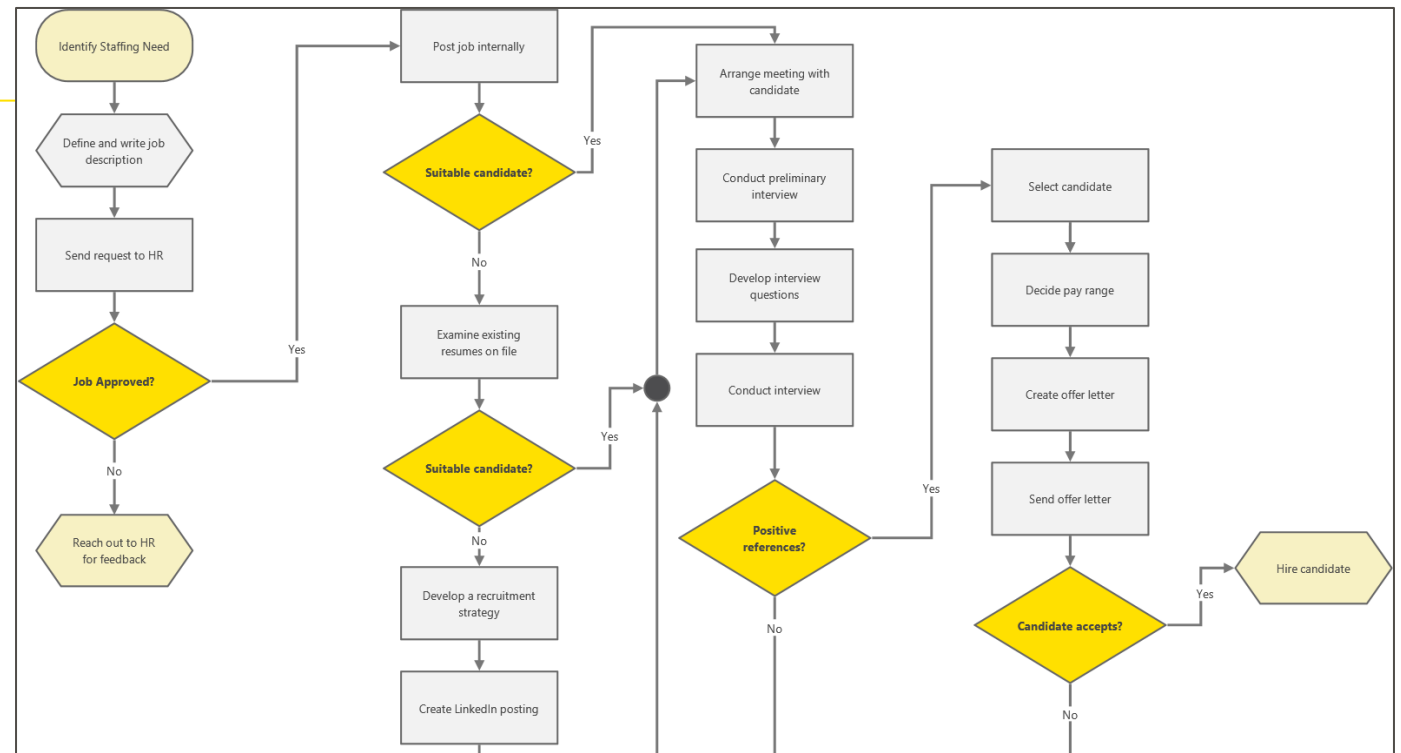 Identify Staffing Need
Define and write job
description
Send request to HR
Job Approved?
Yes
No
Reach out to HR
for feedback
Post job internally
Suitable candidate?
Yes
No
Examine existing
resumes on file
Suitable candidate?
Yes
No
Develop a recruitment
strategy
Create LinkedIn posting
Arrange meeting with
candidate
Conduct preliminary
interview
Develop interview
questions
Conduct interview
Positive
references?
Yes
No
Select candidate
Decide pay range
Create offer letter
Send offer letter
Candidate accepts?
Yes
No
Hire candidate